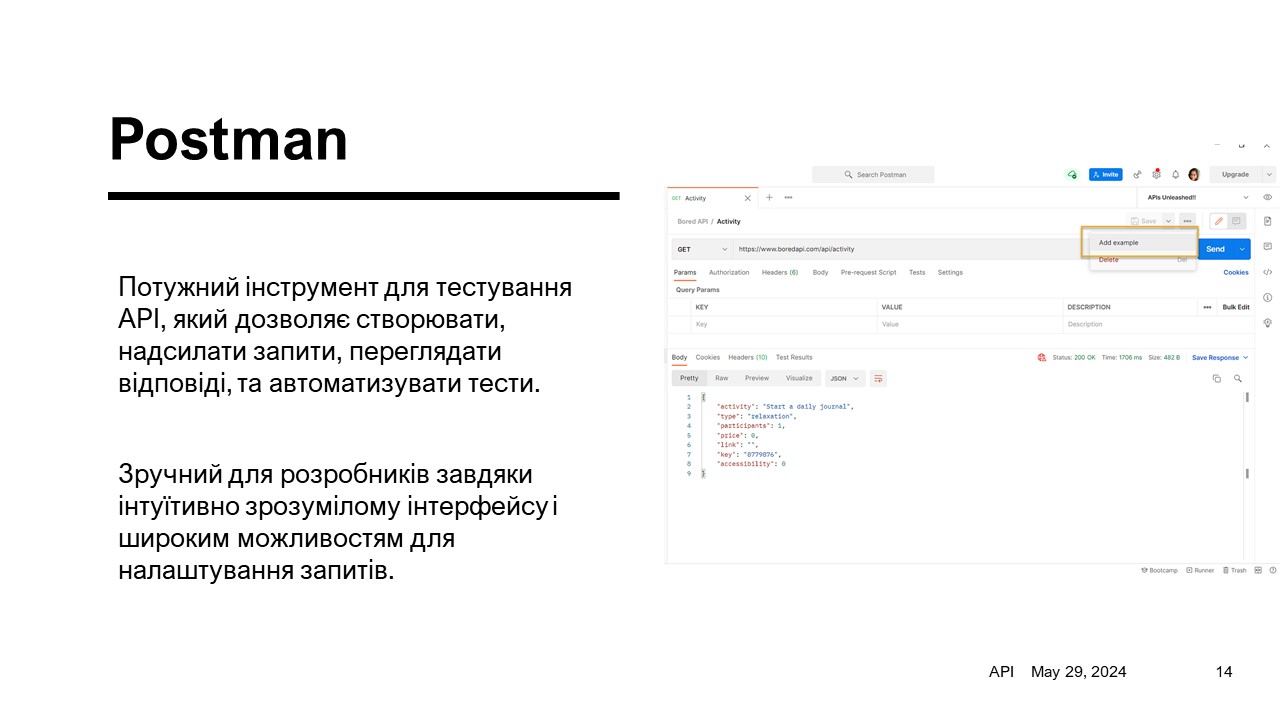 Postman
Потужний інструмент для тестування
API, який дозволяє створювати,
надсилати запити, переглядати
відповіді, та автоматизувати тести.
Зручний для розробників завдяки
інтуїтивно зрозумілому інтерфейсу і
широким можливостям для
налаштування запитів.
Search Postman
Invite
Upgrade
GET Activity
APIs Unleashed!!
Bored API / Activity
Save
Add example
Delete Del
GET https://www.boredapi.com/api/activity
Send
Params Authorization Headers (6) Body Pre-request Script Tests Settings Cookies
Query Params
KEY VALUE DESCRIPTION Bulk Edit
Key Value Description
Body Cookies Headers (10) Test Results Status: 200 OK Time: 1706 ms Size: 482 B Save Response
Pretty Raw Preview Visualize JSON
1 {
2 "activity": "Start a daily journal",
3 "type": "relaxation",
4 "participants": 1,
5 "price": 0,
6 "link": "",
7 "key": "8779876",
8 "accessibility": 0
9 }
Bootcamp Runner Trash
API May 29, 2024 14